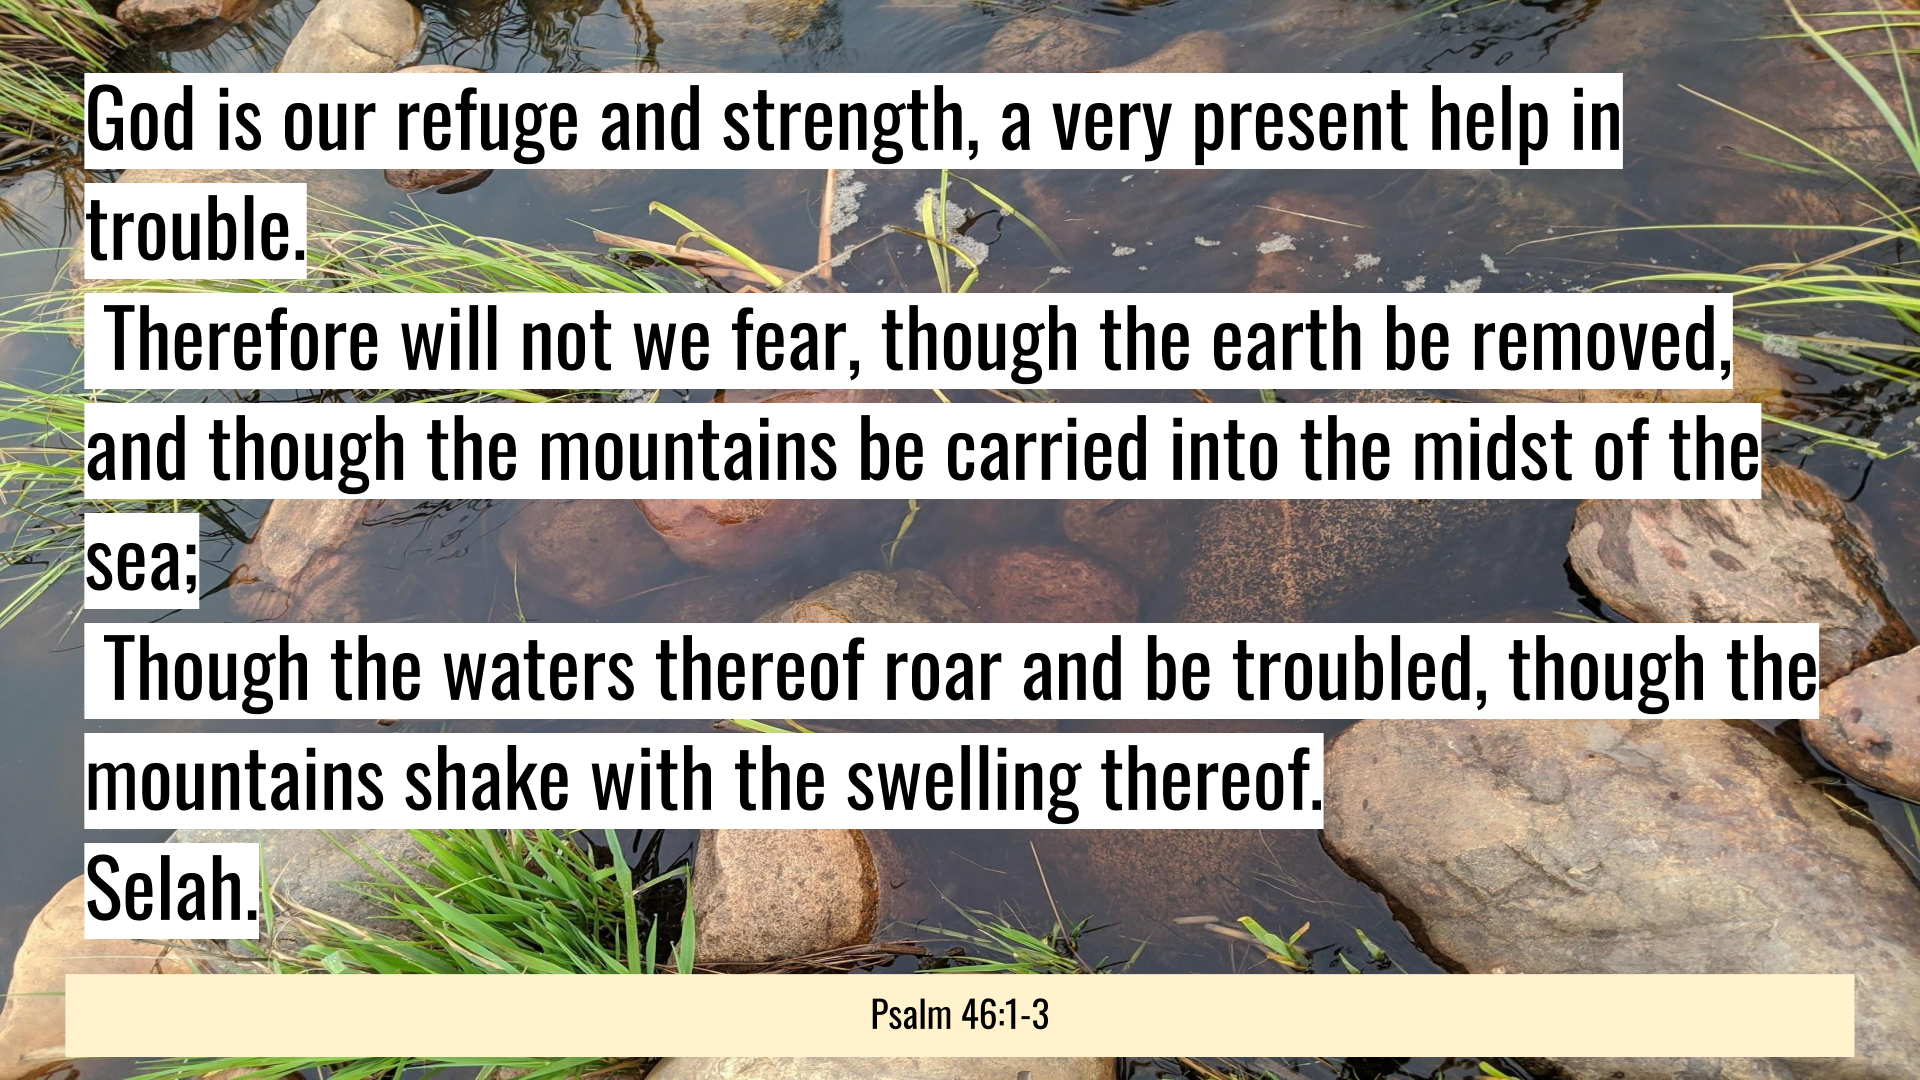 God is our refuge and strength, a very present help in
trouble.
Therefore will not we fear, though the earth be removed,
and though the mountains be carried into the midst of the
sea;
Though the waters thereof roar and be troubled, though the
mountains shake with the swelling thereof.
Selah.
Psalm 46:1-3